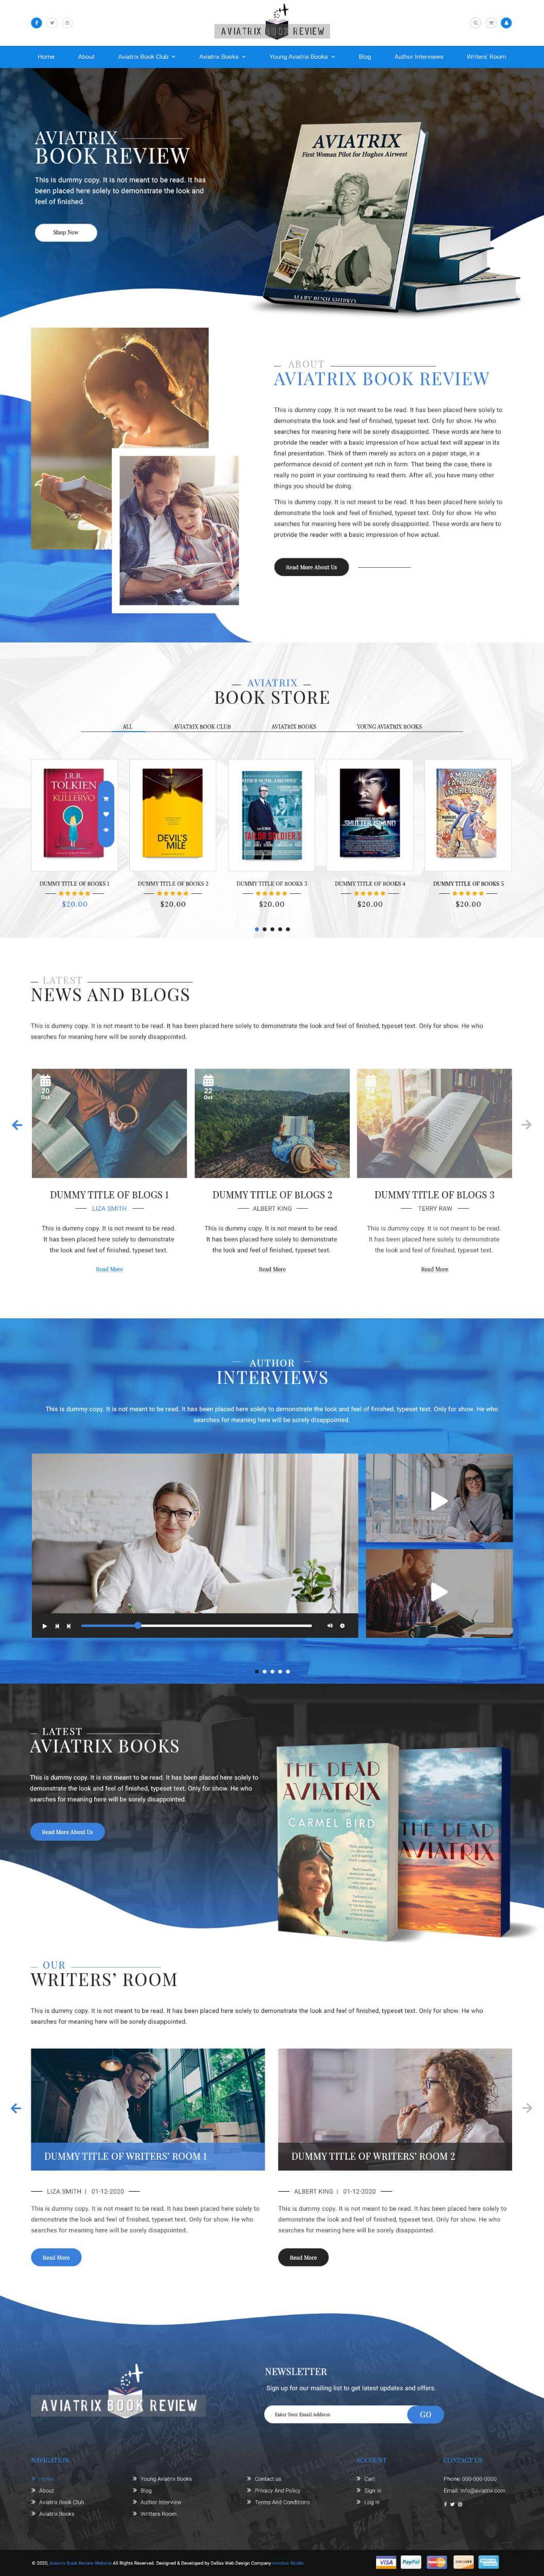 AVIATRIX BOOK REVIEW
Home About Aviatrix Book Club Aviatrix Books Young Aviatrix Books Blog Author Interviews Writers' Room
AVIATRIX
BOOK REVIEW
This is dummy copy. It is not meant to be read. It has
been placed here solely to demonstrate the look and
feel of finished.
Shop Now
AVIATRIX
First Woman Pilot for Hughes Airwest
MARY BUSH SHIPKO
ABOUT
AVIATRIX BOOK REVIEW
This is dummy copy. It is not meant to be read. It has been placed here solely to
demonstrate the look and feel of finished, typeset text. Only for show. He who
searches for meaning here will be sorely disappointed. These words are here to
protvide the reader with a basic impression of how actual text will appear in its
final presentation. Think of them merely as actors on a paper stage, in a
performance devoid of content yet rich in form. That being the case, there is
really no point in your continuing to read them. After all, you have many other
things you should be doing.
This is dummy copy. It is not meant to be read. It has been placed here solely to
demonstrate the look and feel of finished, typeset text. Only for show. He who
searches for meaning here will be sorely disappointed. These words are here to
protvide the reader with a basic impression of how actual.
Read More About Us
AVIATRIX
BOOK STORE
ALL AVIATRIX BOOK CLUB AVIATRIX BOOKS YOUNG AVIATRIX BOOKS
J.R.R.
TOLKIEN
KULLERVO
DEVIL'S
MILE
SHUTTER ISLAND
DUMMY TITLE OF BOOKS 1 DUMMY TITLE OF BOOKS 2 DUMMY TITLE OF BOOKS 3 DUMMY TITLE OF BOOKS 4 DUMMY TITLE OF BOOKS 5
$20.00 $20.00 $20.00 $20.00 $20.00
LATEST
NEWS AND BLOGS
This is dummy copy. It is not meant to be read. It has been placed here solely to demonstrate the look and feel of finished, typeset text. Only for show. He who
searches for meaning here will be sorely disappointed.
20
Oct
22
Oct
DUMMY TITLE OF BLOGS 1
LIZA SMITH
This is dummy copy. It is not meant to be read.
It has been placed here solely to demonstrate
the look and feel of finished, typeset text.
Read More
DUMMY TITLE OF BLOGS 2
ALBERT KING
This is dummy copy. It is not meant to be read.
It has been placed here solely to demonstrate
the look and feel of finished, typeset text.
Read More
DUMMY TITLE OF BLOGS 3
TERRY RAW
This is dummy copy. It is not meant to be read.
It has been placed here solely to demonstrate
the look and feel of finished, typeset text.
Read More
AUTHOR
INTERVIEWS
This is dummy copy. It is not meant to be read. It has been placed here solely to demonstrate the look and feel of finished, typeset text. Only for show. He who
searches for meaning here will be sorely disappointed.
LATEST
AVIATRIX BOOKS
This is dummy copy. It is not meant to be read. It has been placed here solely to
demonstrate the look and feel of finished, typeset text. Only for show. He who
searches for meaning here will be sorely disappointed.
Read More About Us
THE DEAD
AVIATRIX
CARMEL BIRD
THE DEAD
AVIATRIX
OUR
WRITERS' ROOM
This is dummy copy. It is not meant to be read. It has been placed here solely to demonstrate the look and feel of finished, typeset text. Only for show. He who
searches for meaning here will be sorely disappointed.
DUMMY TITLE OF WRITERS' ROOM 1
LIZA SMITH | 01-12-2020
This is dummy copy. It is not meant to be read. It has been placed here solely to
demonstrate the look and feel of finished, typeset text. Only for show. He who
searches for meaning here will be sorely disappointed.
Read More
DUMMY TITLE OF WRITERS' ROOM 2
ALBERT KING | 01-12-2020
This is dummy copy. It is not meant to be read. It has been placed here solely to
demonstrate the look and feel of finished, typeset text. Only for show. He who
searches for meaning here will be sorely disappointed.
Read More
AVIATRIX BOOK REVIEW
NEWSLETTER
Sign up for our mailing list to get latest updates and offers.
Enter Your Email Address GO
NAVIGATION
Home
About
Aviatrix Book Club
Aviatrix Books
Young Aviatrix Books
Blog
Author Interview
Writters Room
Contact us
Privacy And Policy
Terms And Conditions
ACCOUNT
Cart
Sign in
Log in
CONTACT US
Phone: 000-000-0000
Email: info@aviatrix.com
© 2020, Aviatrix Book Review Website All Rights Reserved. Designed & Developed by Dallas Web Design Company
VISA PayPal